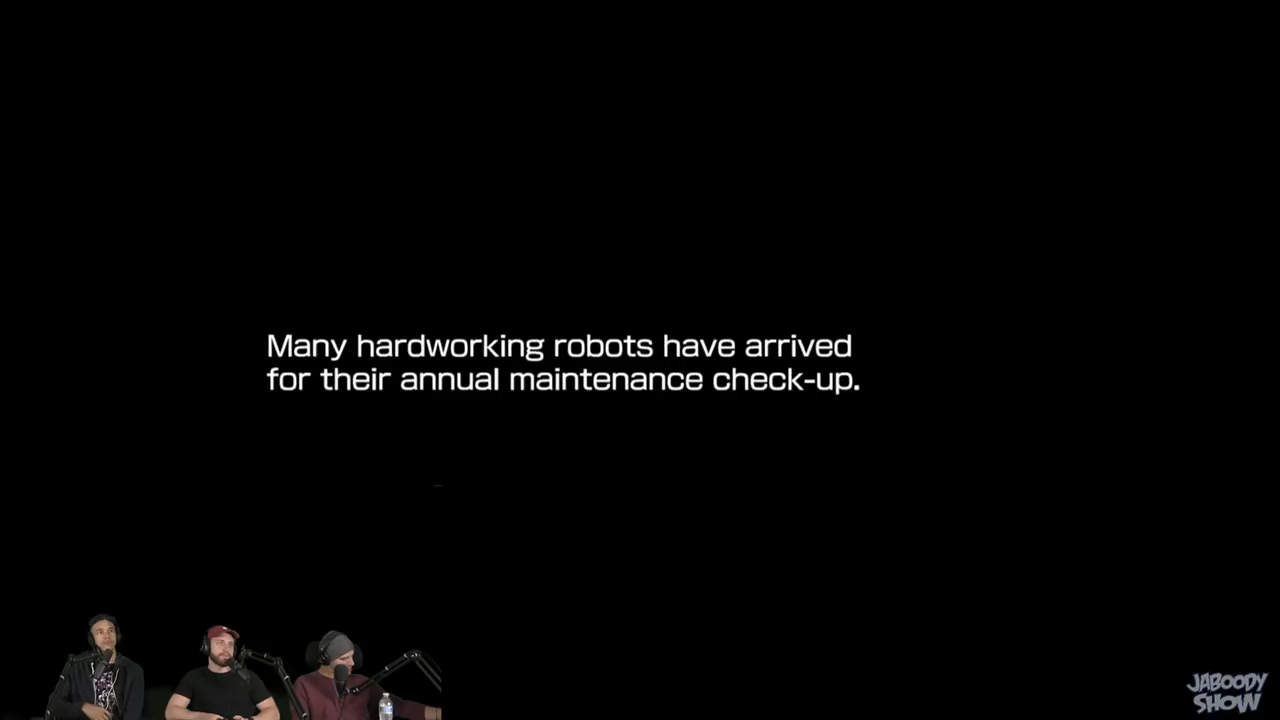 Many hardworking robots have arrived
for their annual maintenance check-up.
JABOODY
SHOW